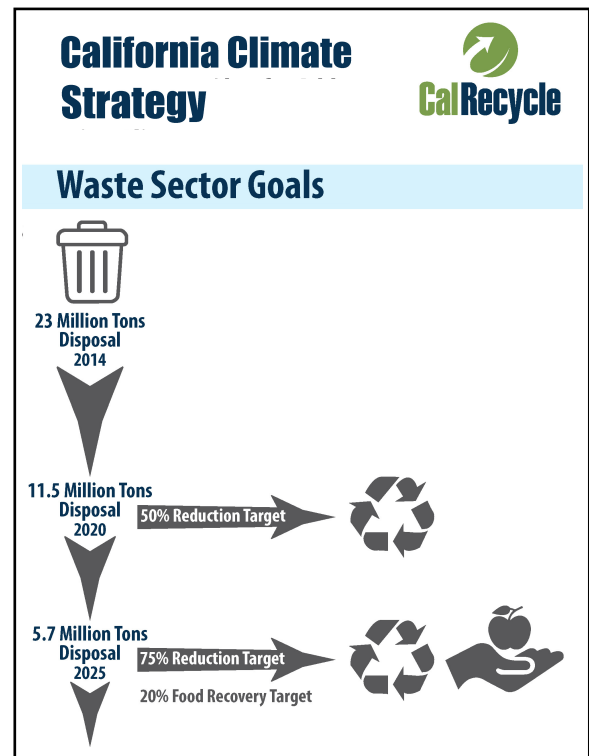 California Climate
Strategy
CalRecycle
Waste Sector Goals
23 Million Tons
Disposal
2014
11.5 Million Tons
Disposal
2020
50% Reduction Target
5.7 Million Tons
Disposal
2025
75% Reduction Target
20% Food Recovery Target